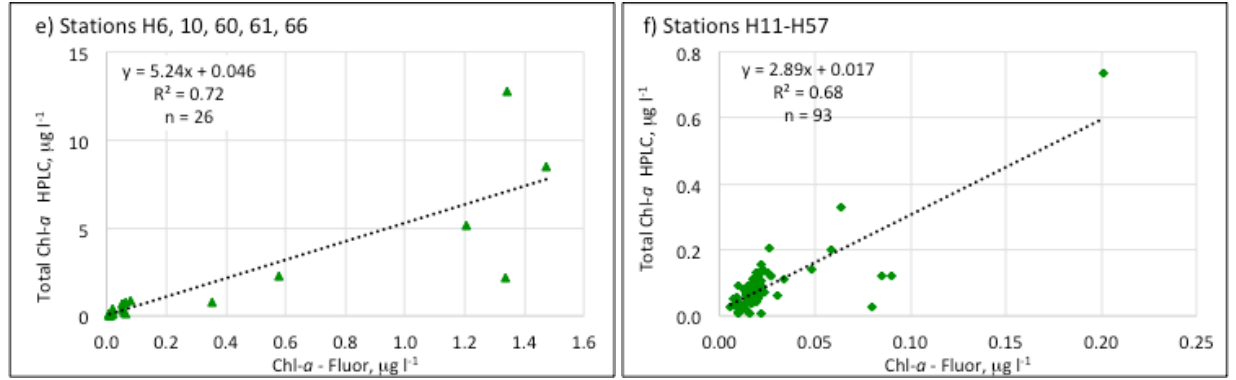 e) Stations H6, 10, 60, 61, 66
y = 5.24x + 0.046
R² = 0.72
n = 26
Total Chl-a HPLC, µg l⁻¹
15
10
5
0
0.0 0.2 0.4 0.6 0.8 1.0 1.2 1.4 1.6
Chl-a - Fluor, µg l⁻¹
f) Stations H11-H57
y = 2.89x + 0.017
R² = 0.68
n = 93
Total Chl-a HPLC, µg l⁻¹
0.8
0.6
0.4
0.2
0.0
0.00 0.05 0.10 0.15 0.20 0.25
Chl-a - Fluor, µg l⁻¹